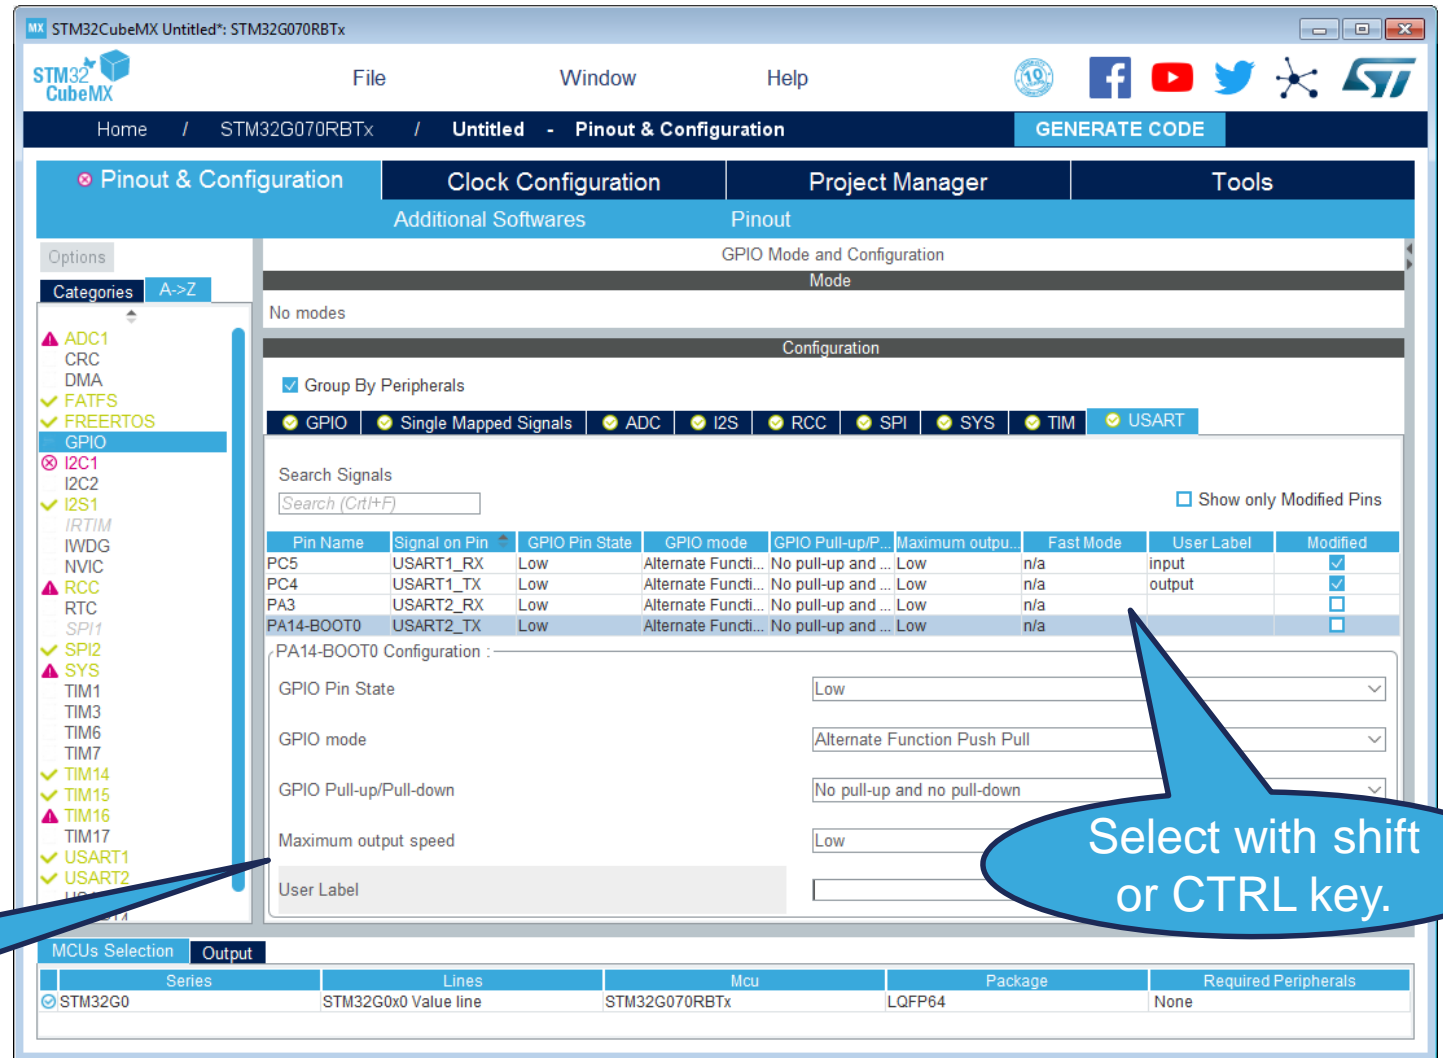 MX STM32CubeMX Untitled*: STM32G070RBTx
STM32
CubeMX
File Window Help
10
Home / STM32G070RBTx / Untitled - Pinout & Configuration
GENERATE CODE
Pinout & Configuration
Clock Configuration
Project Manager
Tools
Additional Softwares
Pinout
Options
Categories A->Z
ADC1
CRC
DMA
FATFS
FREERTOS
GPIO
I2C1
I2C2
I2S1
IRTIM
IWDG
NVIC
RCC
RTC
SPI1
SPI2
SYS
TIM1
TIM3
TIM6
TIM7
TIM14
TIM15
TIM16
TIM17
USART1
USART2
GPIO Mode and Configuration
Mode
No modes
Configuration
Group By Peripherals
GPIO Single Mapped Signals ADC I2S RCC SPI SYS TIM USART
Search Signals
Search (Crtl+F)
Show only Modified Pins
Pin Name Signal on Pin GPIO Pin State GPIO mode GPIO Pull-up/P... Maximum outpu... Fast Mode User Label Modified
PC5 USART1_RX Low Alternate Functi... No pull-up and ... Low n/a input
PC4 USART1_TX Low Alternate Functi... No pull-up and ... Low n/a output
PA3 USART2_RX Low Alternate Functi... No pull-up and ... Low n/a
PA14-BOOT0 USART2_TX Low Alternate Functi... No pull-up and ... Low n/a
PA14-BOOT0 Configuration :
GPIO Pin State Low
GPIO mode Alternate Function Push Pull
GPIO Pull-up/Pull-down No pull-up and no pull-down
Maximum output speed Low
User Label
Select with shift
or CTRL key.
MCUs Selection Output
Series Lines Mcu Package Required Peripherals
STM32G0 STM32G0x0 Value line STM32G070RBTx LQFP64 None